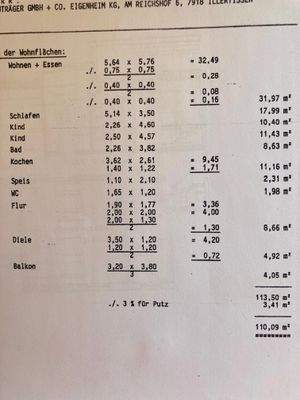 TRÄGER GMBH + CO. EIGENHEIM KG, AM REICHSHOF 6, 7918 ILLERTISSEN
der Wohnflächen:
Wohnen + Essen 5,64 x 5,76 = 32,49
./. 0,75 x 0,75 = 0,28
2
./. 0,40 x 0,40 = 0,08
2
./. 0,40 x 0,40 = 0,16 31,97 m²
Schlafen 5,14 x 3,50 17,99 m²
Kind 2,26 x 4,60 10,40 m²
Kind 2,50 x 4,57 11,43 m²
Bad 2,26 x 3,82 8,63 m²
Kochen 3,62 x 2,61 = 9,45
1,40 x 1,22 = 1,71 11,16 m²
Speis 1,10 x 2,10 2,31 m²
WC 1,65 x 1,20 1,98 m²
Flur 1,90 x 1,77 = 3,36
2,00 x 2,00 = 4,00
2,00 x 1,30 = 1,30 8,66 m²
2
Diele 3,50 x 1,20 = 4,20
1,20 x 1,20 = 0,72 4,92 m²
2
Balkon 3,20 x 3,80 4,05 m²
3
113,50 m²
./. 3 % für Putz 3,41 m²
110,09 m²